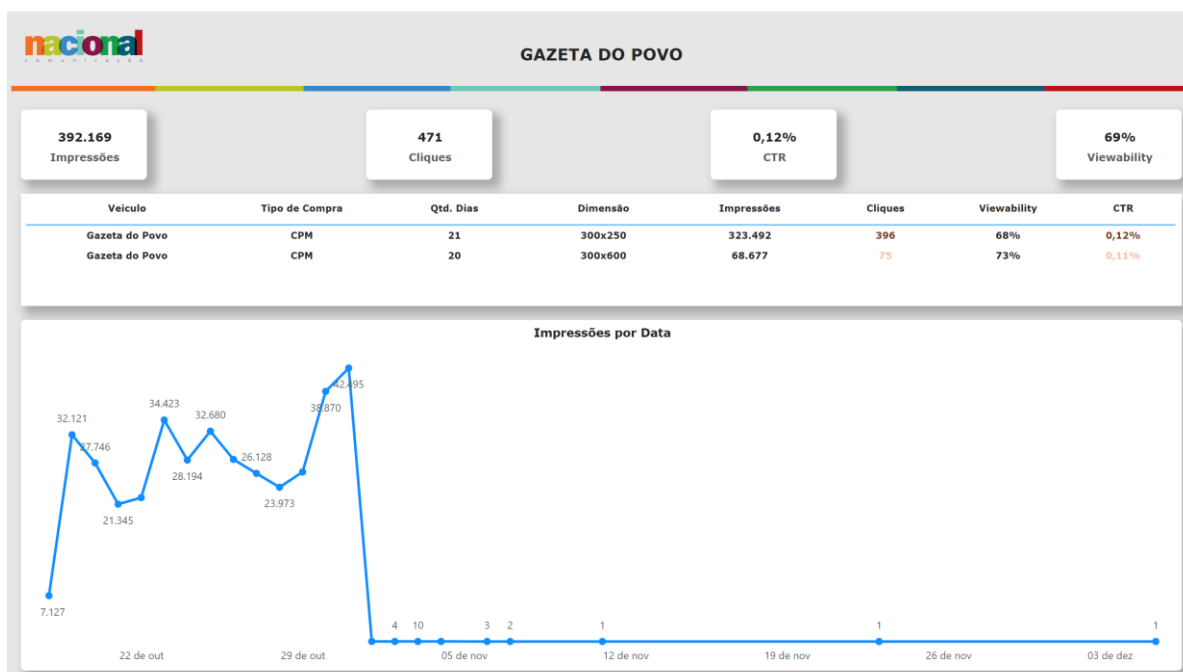 nacional
comunicação
GAZETA DO POVO
392.169
Impressões
471
Cliques
0,12%
CTR
69%
Viewability
Veiculo Tipo de Compra Qtd. Dias Dimensão Impressões Cliques Viewability CTR
Gazeta do Povo CPM 21 300x250 323.492 396 68% 0,12%
Gazeta do Povo CPM 20 300x600 68.677 75 73% 0,11%
Impressões por Data
42.495
34.423
38.870
32.121
32.680
27.746
26.128
28.194
23.973
21.345
7.127
4 10 3 2 1 1 1
22 de out 29 de out 05 de nov 12 de nov 19 de nov 26 de nov 03 de dez